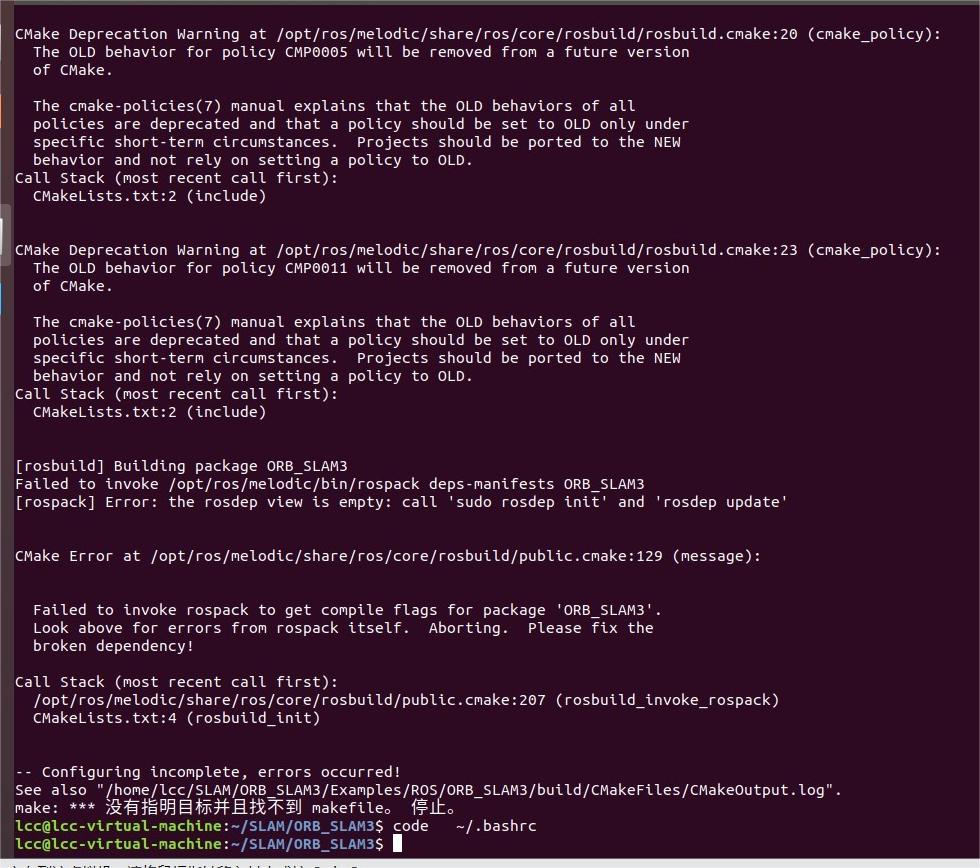 CMake Deprecation Warning at /opt/ros/melodic/share/ros/core/rosbuild/rosbuild.cmake:20 (cmake_policy):
  The OLD behavior for policy CMP0005 will be removed from a future version
  of CMake.

  The cmake-policies(7) manual explains that the OLD behaviors of all
  policies are deprecated and that a policy should be set to OLD only under
  specific short-term circumstances.  Projects should be ported to the NEW
  behavior and not rely on setting a policy to OLD.
Call Stack (most recent call first):
  CMakeLists.txt:2 (include)

CMake Deprecation Warning at /opt/ros/melodic/share/ros/core/rosbuild/rosbuild.cmake:23 (cmake_policy):
  The OLD behavior for policy CMP0011 will be removed from a future version
  of CMake.

  The cmake-policies(7) manual explains that the OLD behaviors of all
  policies are deprecated and that a policy should be set to OLD only under
  specific short-term circumstances.  Projects should be ported to the NEW
  behavior and not rely on setting a policy to OLD.
Call Stack (most recent call first):
  CMakeLists.txt:2 (include)

[rosbuild] Building package ORB_SLAM3
Failed to invoke /opt/ros/melodic/bin/rospack deps-manifests ORB_SLAM3
[rospack] Error: the rosdep view is empty: call 'sudo rosdep init' and 'rosdep update'

CMake Error at /opt/ros/melodic/share/ros/core/rosbuild/public.cmake:129 (message):

  Failed to invoke rospack to get compile flags for package 'ORB_SLAM3'.
  Look above for errors from rospack itself.  Aborting.  Please fix the
  broken dependency!

Call Stack (most recent call first):
  /opt/ros/melodic/share/ros/core/rosbuild/public.cmake:207 (rosbuild_invoke_rospack)
  CMakeLists.txt:4 (rosbuild_init)

-- Configuring incomplete, errors occurred!
See also "/home/lcc/SLAM/ORB_SLAM3/Examples/ROS/ORB_SLAM3/build/CMakeFiles/CMakeOutput.log".
make: *** 没有指明目标并且找不到 makefile。 停止。
lcc@lcc-virtual-machine:~/SLAM/ORB_SLAM3$ code   ~/.bashrc
lcc@lcc-virtual-machine:~/SLAM/ORB_SLAM3$